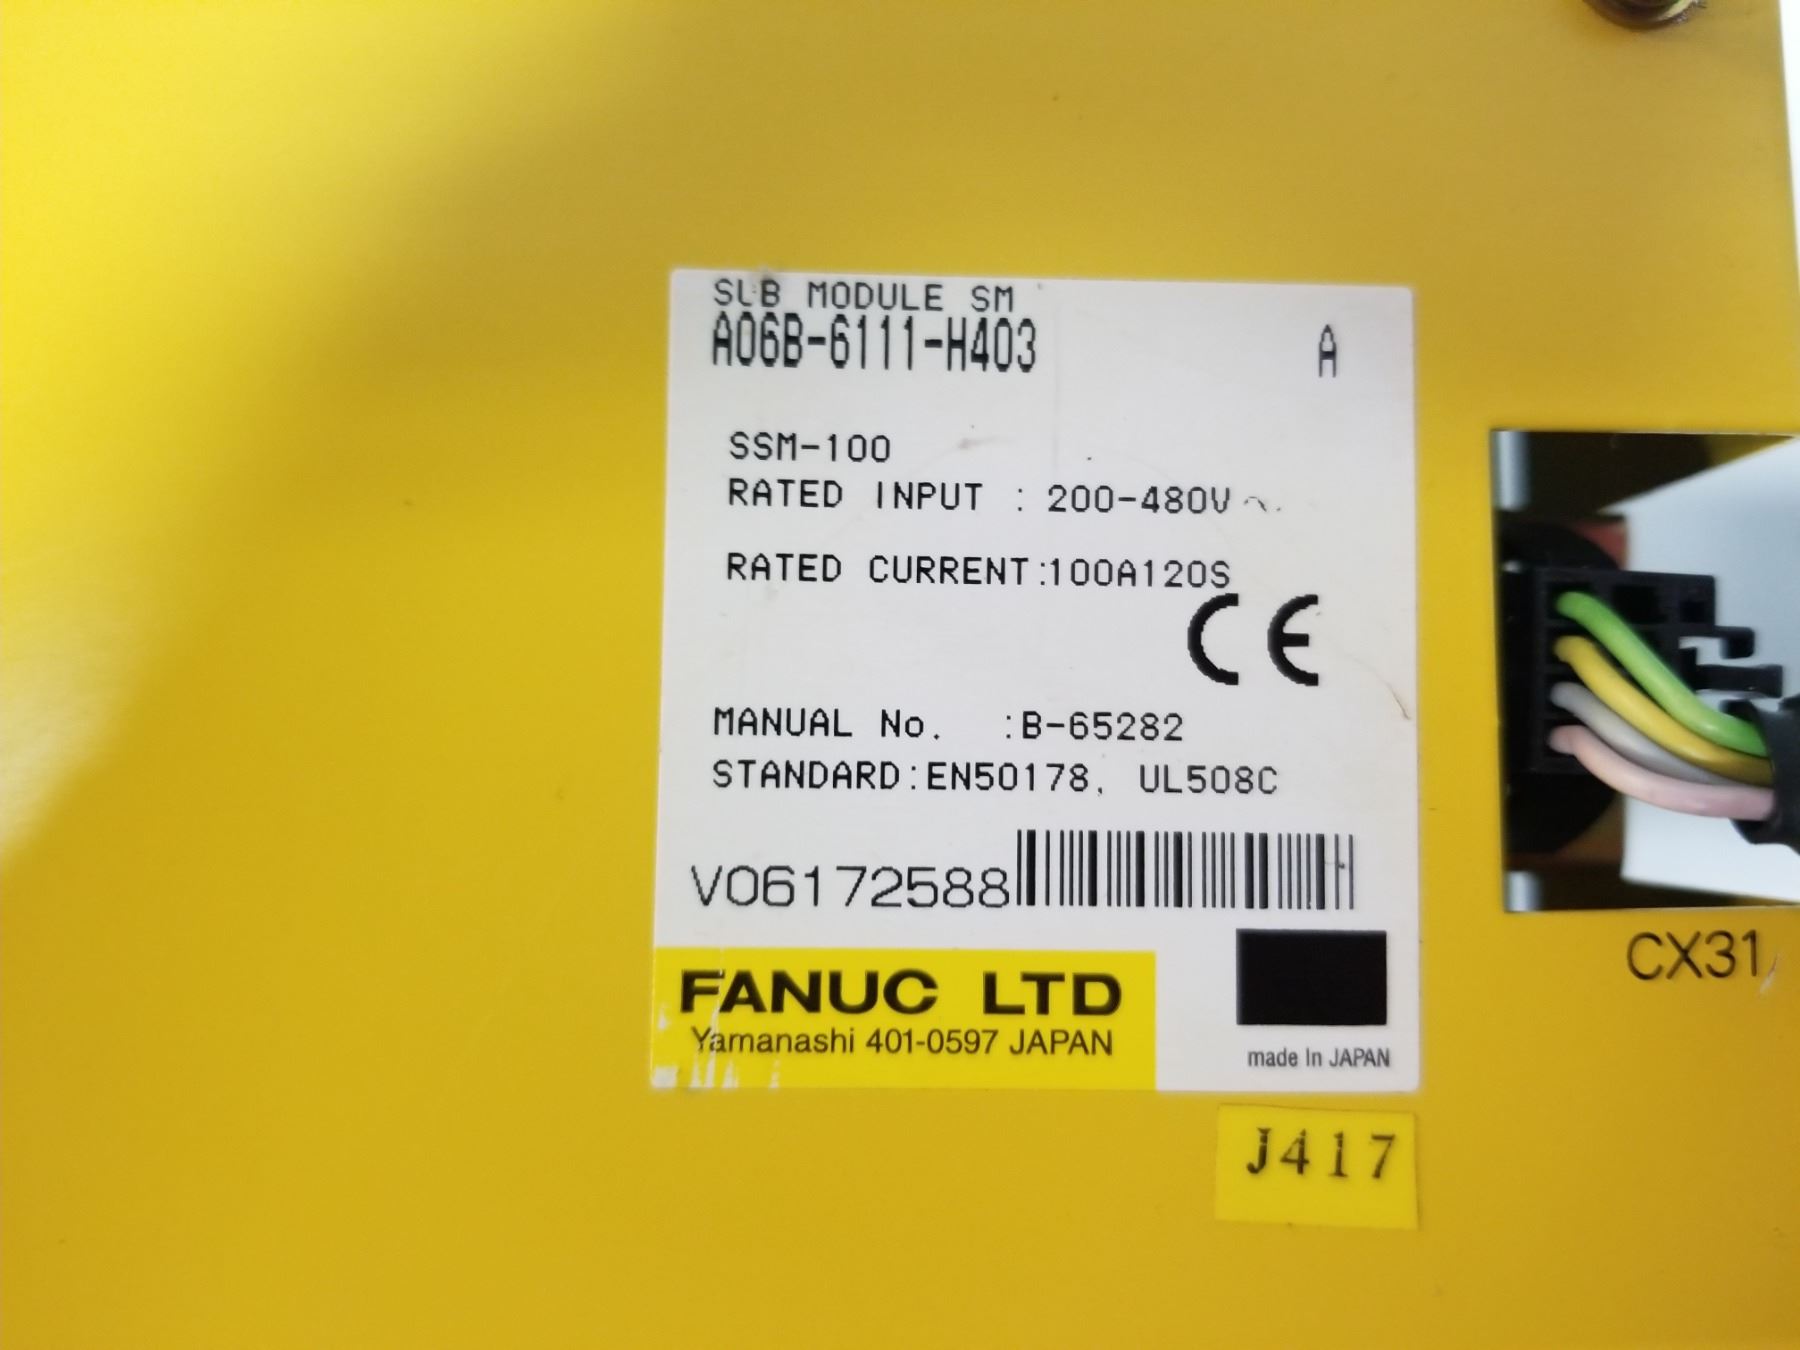 SUB MODULE SM
A06B-6111-H403 A
SSM-100
RATED INPUT : 200-480V~.
RATED CURRENT:100A120S
CE
MANUAL No. :B-65282
STANDARD:EN50178, UL508C
V06172588
FANUC LTD
Yamanashi 401-0597 JAPAN
made In JAPAN
CX31
J417